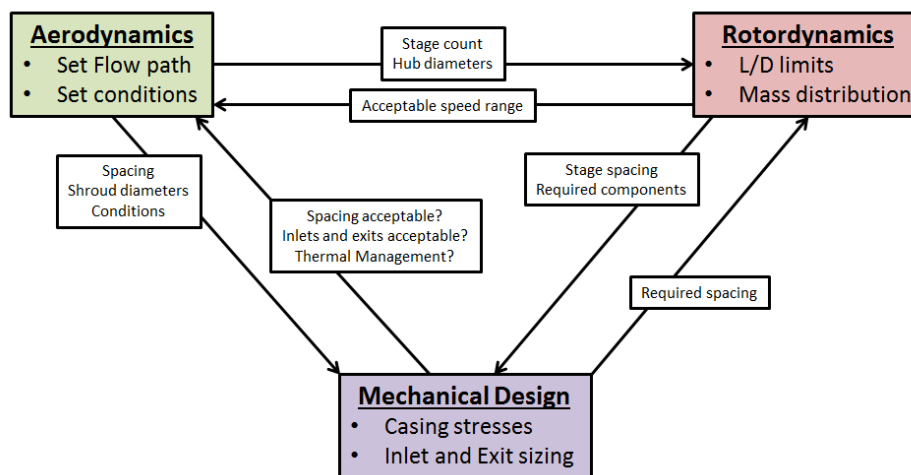 Aerodynamics
• Set Flow path
• Set conditions
Stage count
Hub diameters
Acceptable speed range
Rotordynamics
• L/D limits
• Mass distribution
Spacing
Shroud diameters
Conditions
Spacing acceptable?
Inlets and exits acceptable?
Thermal Management?
Stage spacing
Required components
Required spacing
Mechanical Design
• Casing stresses
• Inlet and Exit sizing